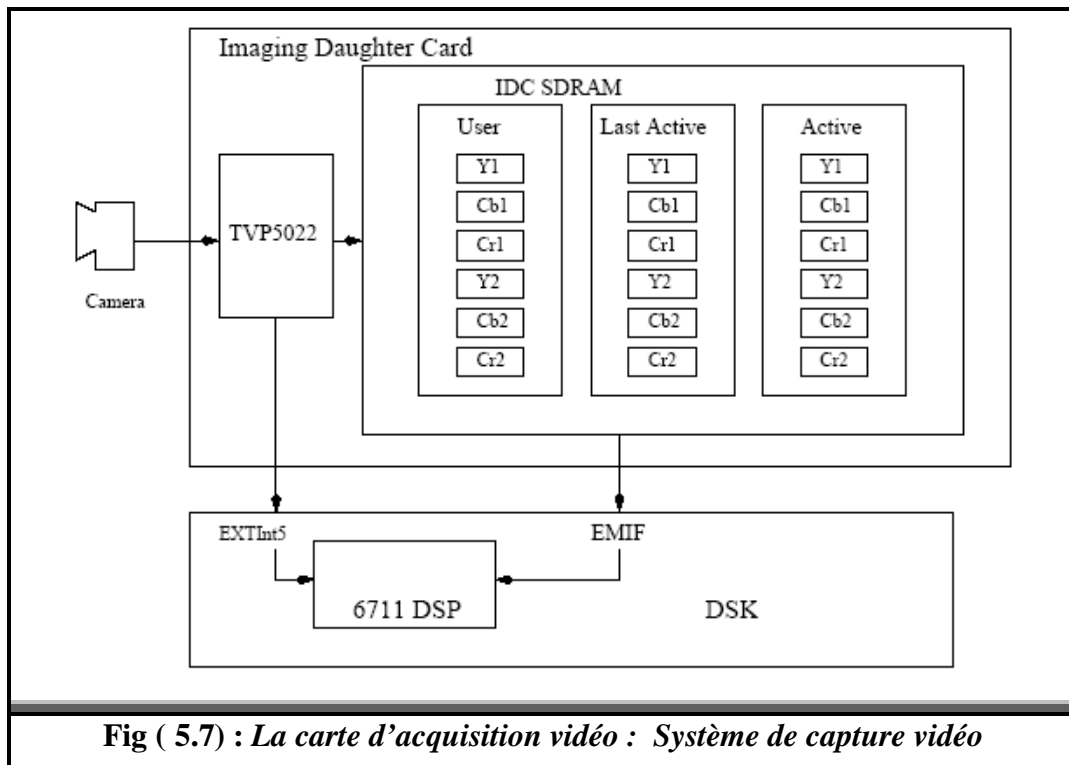 Imaging Daughter Card
IDC SDRAM
User
Last Active
Active
Y1
Y1
Y1
Cb1
Cb1
Cb1
TVP5022
Cr1
Cr1
Cr1
Y2
Y2
Y2
Camera
Cb2
Cb2
Cb2
Cr2
Cr2
Cr2
EXTInt5
EMIF
6711 DSP
DSK
Fig ( 5.7) : La carte d'acquisition vidéo : Système de capture vidéo